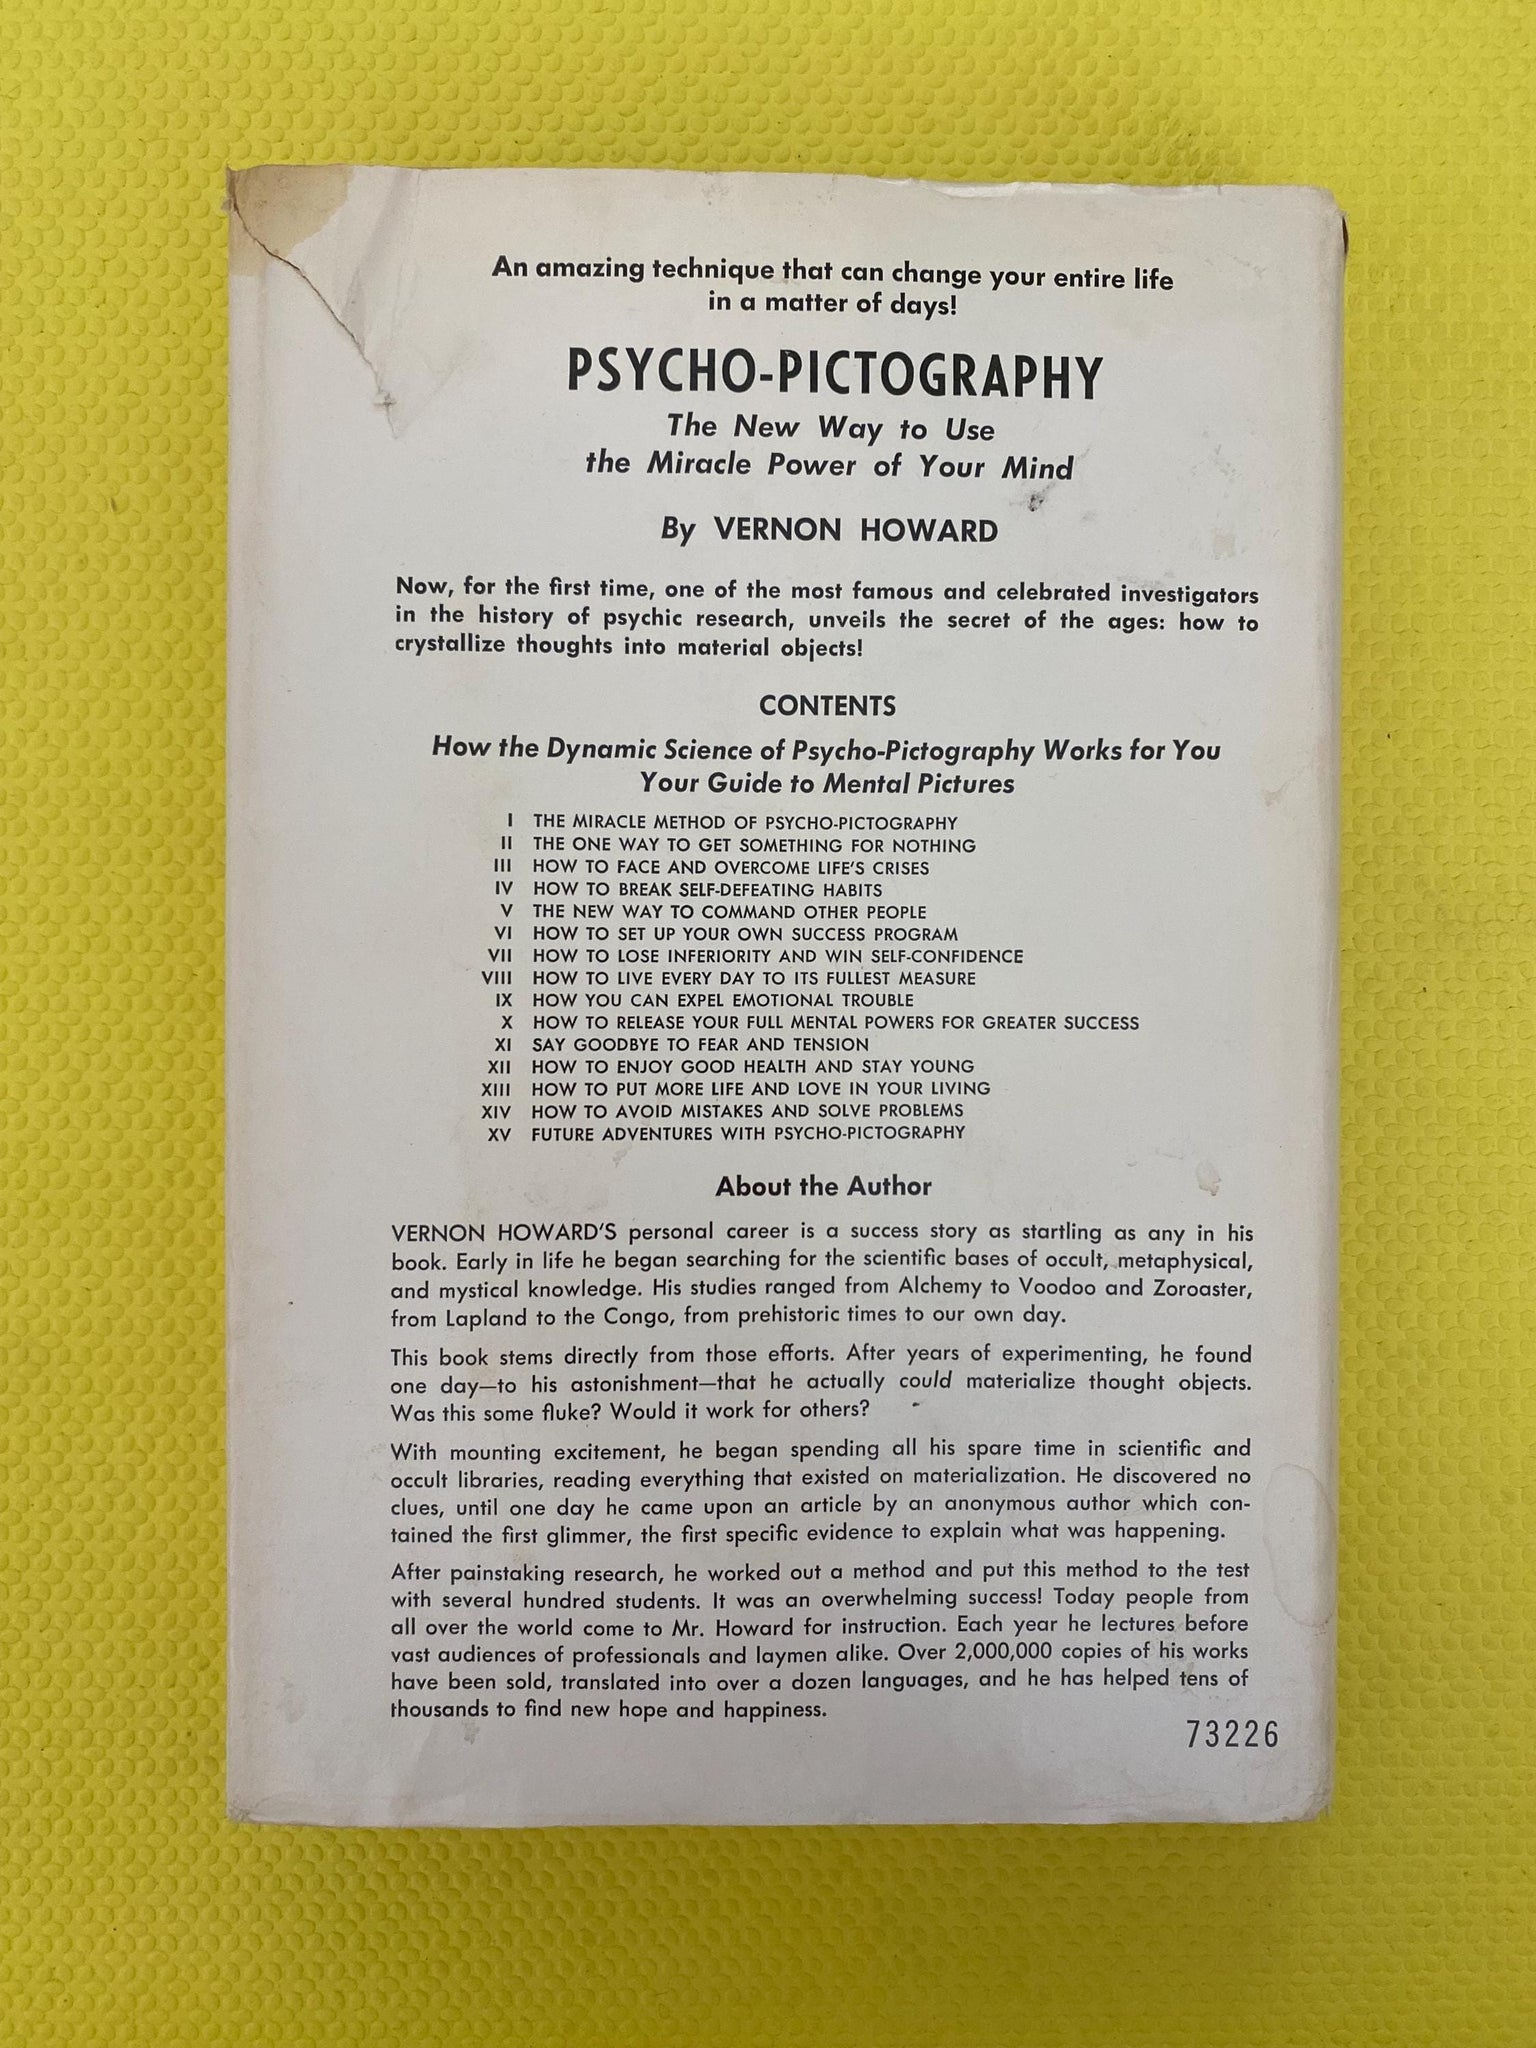 An amazing technique that can change your entire life
in a matter of days!
PSYCHO-PICTOGRAPHY
The New Way to Use
the Miracle Power of Your Mind
By VERNON HOWARD
Now, for the first time, one of the most famous and celebrated investigators
in the history of psychic research, unveils the secret of the ages: how to
crystallize thoughts into material objects!
CONTENTS
How the Dynamic Science of Psycho-Pictography Works for You
Your Guide to Mental Pictures
I THE MIRACLE METHOD OF PSYCHO-PICTOGRAPHY
II THE ONE WAY TO GET SOMETHING FOR NOTHING
III HOW TO FACE AND OVERCOME LIFE'S CRISES
IV HOW TO BREAK SELF-DEFEATING HABITS
V THE NEW WAY TO COMMAND OTHER PEOPLE
VI HOW TO SET UP YOUR OWN SUCCESS PROGRAM
VII HOW TO LOSE INFERIORITY AND WIN SELF-CONFIDENCE
VIII HOW TO LIVE EVERY DAY TO ITS FULLEST MEASURE
IX HOW YOU CAN EXPEL EMOTIONAL TROUBLE
X HOW TO RELEASE YOUR FULL MENTAL POWERS FOR GREATER SUCCESS
XI SAY GOODBYE TO FEAR AND TENSION
XII HOW TO ENJOY GOOD HEALTH AND STAY YOUNG
XIII HOW TO PUT MORE LIFE AND LOVE IN YOUR LIVING
XIV HOW TO AVOID MISTAKES AND SOLVE PROBLEMS
XV FUTURE ADVENTURES WITH PSYCHO-PICTOGRAPHY
About the Author
VERNON HOWARD'S personal career is a success story as startling as any in his
book. Early in life he began searching for the scientific bases of occult, metaphysical,
and mystical knowledge. His studies ranged from Alchemy to Voodoo and Zoroaster,
from Lapland to the Congo, from prehistoric times to our own day.
This book stems directly from those efforts. After years of experimenting, he found
one day—to his astonishment—that he actually could materialize thought objects.
Was this some fluke? Would it work for others?
With mounting excitement, he began spending all his spare time in scientific and
occult libraries, reading everything that existed on materialization. He discovered no
clues, until one day he came upon an article by an anonymous author which con-
tained the first glimmer, the first specific evidence to explain what was happening.
After painstaking research, he worked out a method and put this method to the test
with several hundred students. It was an overwhelming success! Today people from
all over the world come to Mr. Howard for instruction. Each year he lectures before
vast audiences of professionals and laymen alike. Over 2,000,000 copies of his works
have been sold, translated into over a dozen languages, and he has helped tens of
thousands to find new hope and happiness.
73226